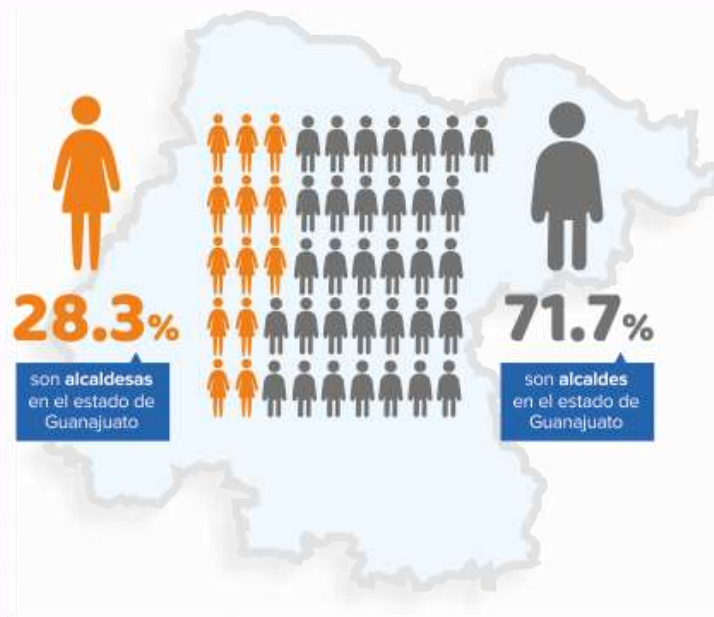 28.3%
son alcaldesas
en el estado de
Guanajuato
71.7%
son alcaldes
en el estado de
Guanajuato